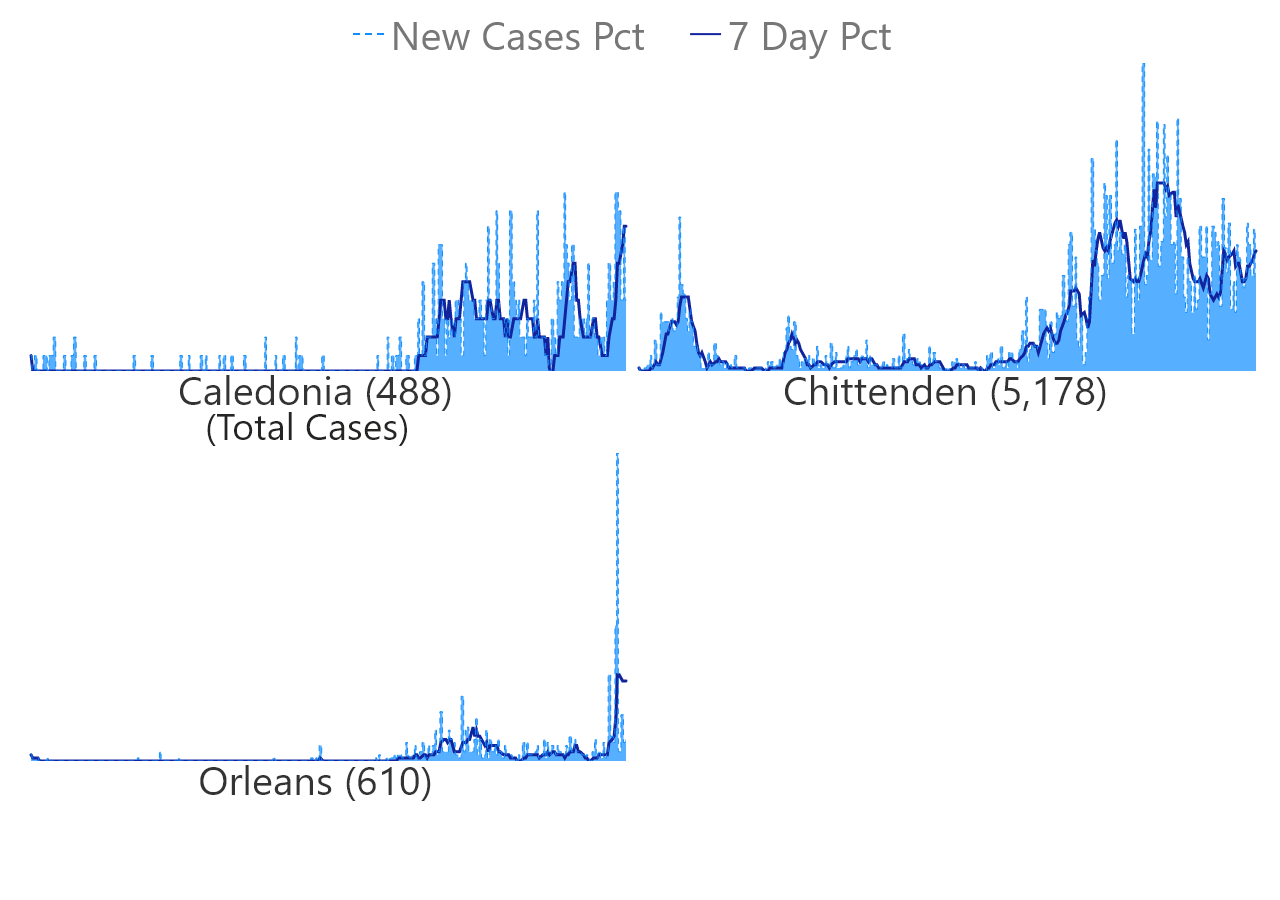 New Cases Pct 7 Day Pct
Caledonia (488)
(Total Cases)
Chittenden (5,178)
Orleans (610)